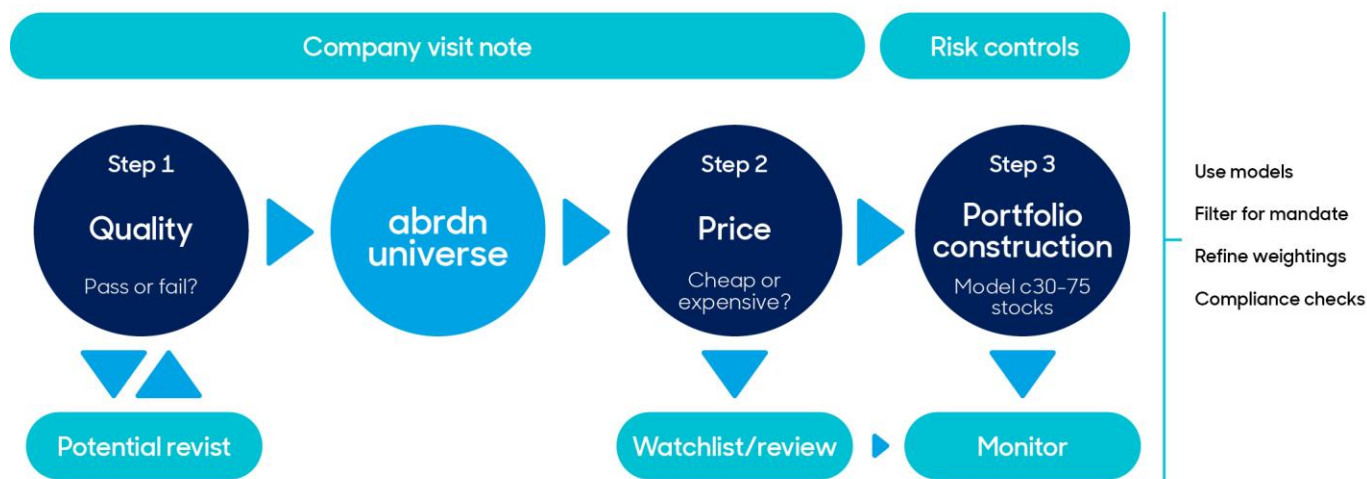 Company visit note
Risk controls
Step 1
Quality
Pass or fail?
abrdn
universe
Step 2
Price
Cheap or
expensive?
Step 3
Portfolio
construction
Model c30-75
stocks
Use models
Filter for mandate
Refine weightings
Compliance checks
Potential revist
Watchlist/review
Monitor